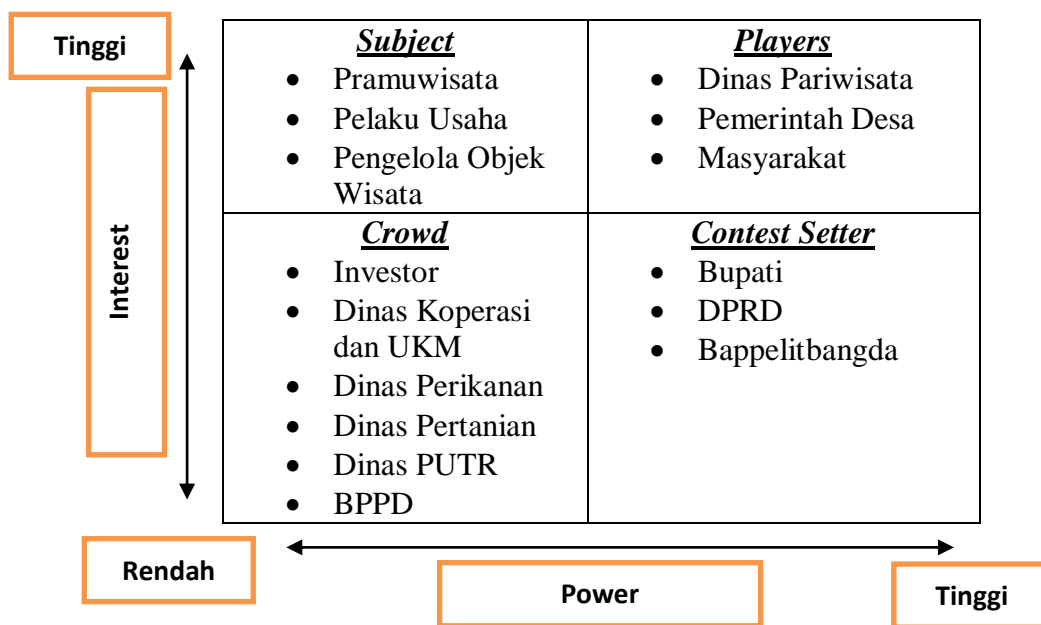 Tinggi
Interest
Subject
• Pramuwisata
• Pelaku Usaha
• Pengelola Objek
Wisata
Players
• Dinas Pariwisata
• Pemerintah Desa
• Masyarakat
Crowd
• Investor
• Dinas Koperasi
dan UKM
• Dinas Perikanan
• Dinas Pertanian
• Dinas PUTR
• BPPD
Contest Setter
• Bupati
• DPRD
• Bappelitbangda
Rendah
Power
Tinggi